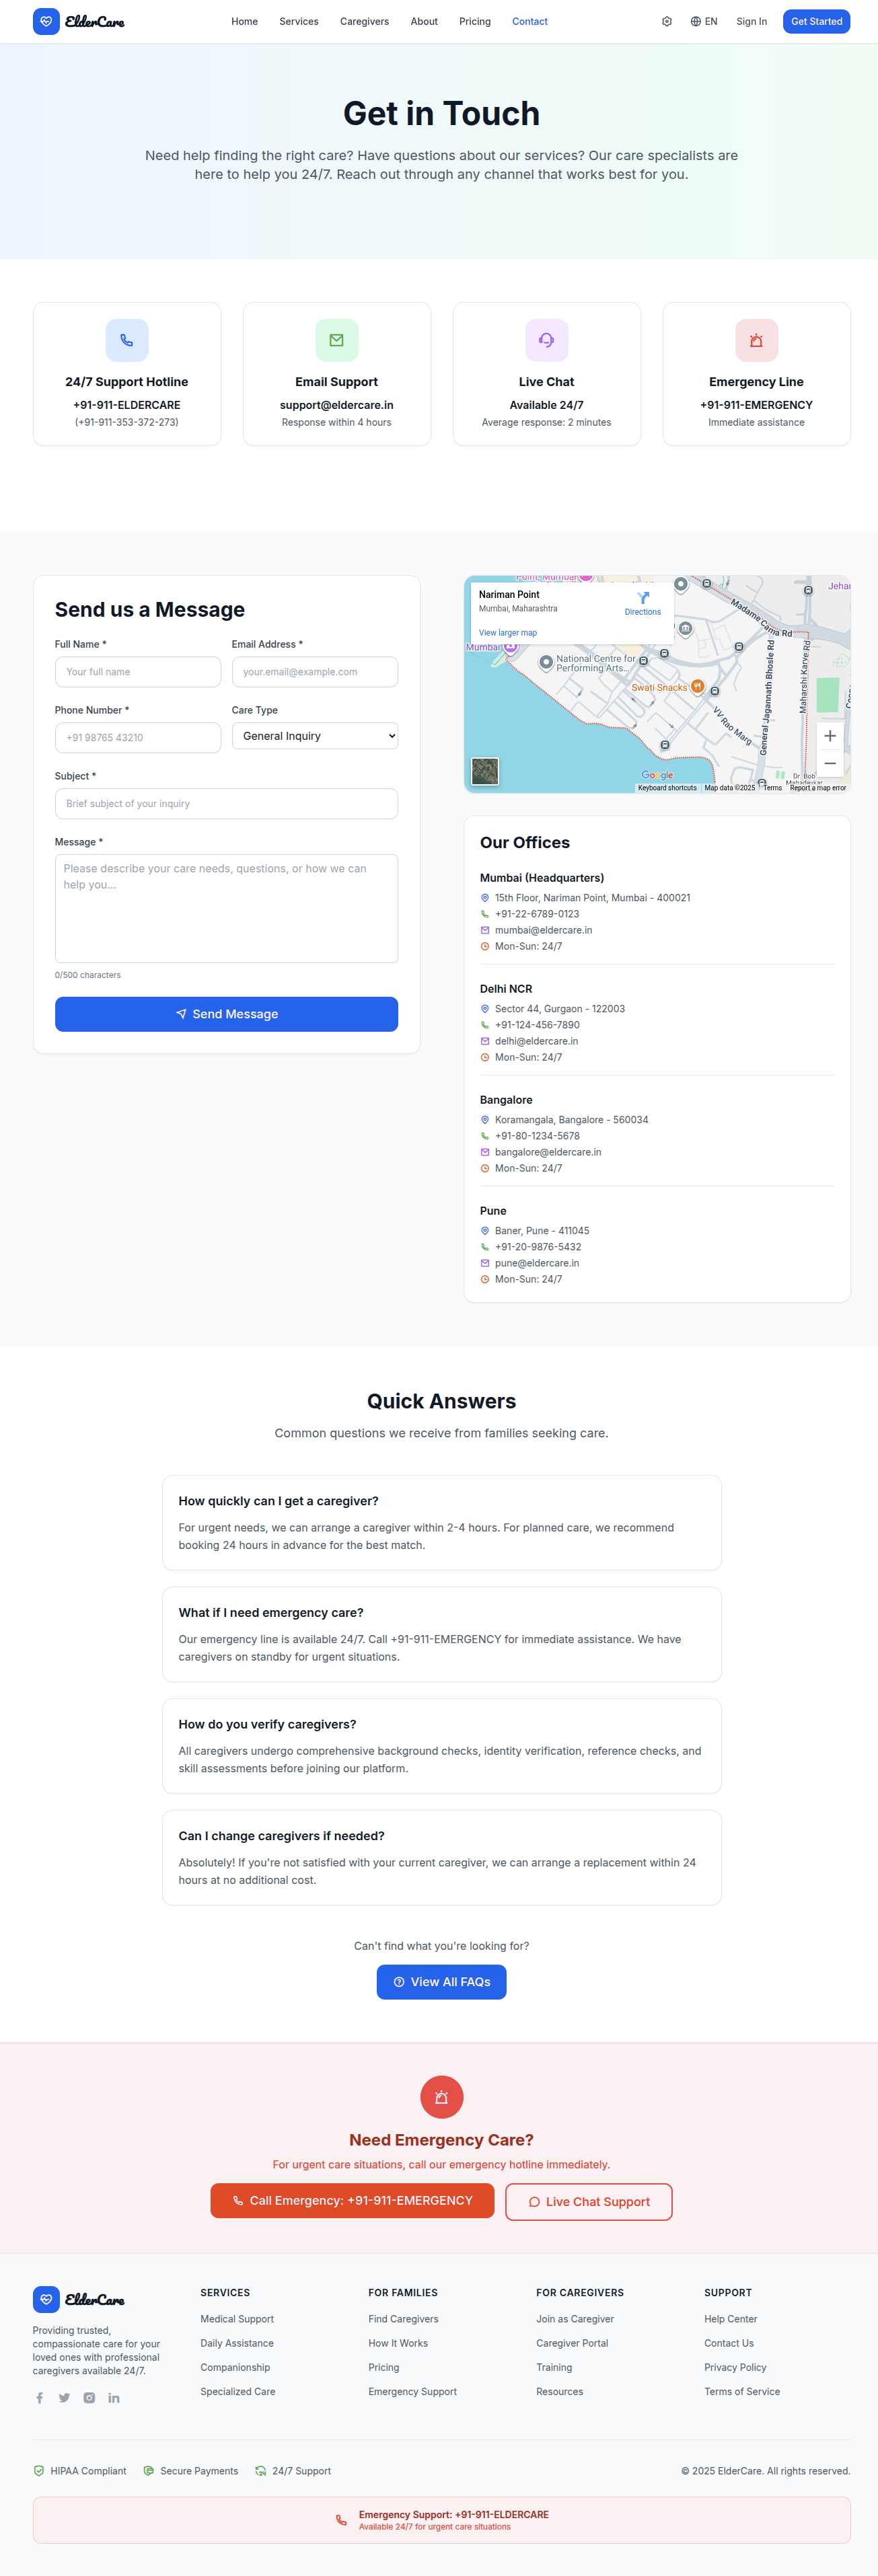 ElderCare
Home
Services
Caregivers
About
Pricing
Contact
EN
Sign In
Get Started
Get in Touch
Need help finding the right care? Have questions about our services? Our care specialists are
here to help you 24/7. Reach out through any channel that works best for you.
24/7 Support Hotline
+91-911-ELDERCARE
(+91-911-353-372-273)
Email Support
support@eldercare.in
Response within 4 hours
Live Chat
Available 24/7
Average response: 2 minutes
Emergency Line
+91-911-EMERGENCY
Immediate assistance
Send us a Message
Full Name *
Email Address *
Your full name
your.email@example.com
Phone Number *
Care Type
+91 98765 43210
General Inquiry
Subject *
Brief subject of your inquiry
Message *
Please describe your care needs, questions, or how we can
help you...
0/500 characters
Send Message
Point, Mumbai
Nariman Point
Mumbai, Maharashtra
Directions
View larger map
Mumbai
National Centre for
Performing Arts...
Swati Snacks
Madame Cama Rd
General Jagannath Bhosle Rd
Maharshi Karve Rd
VV Rao Marg
Google
Keyboard shortcuts
Map data ©2025
Terms
Report a map error
Our Offices
Mumbai (Headquarters)
15th Floor, Nariman Point, Mumbai - 400021
+91-22-6789-0123
mumbai@eldercare.in
Mon-Sun: 24/7
Delhi NCR
Sector 44, Gurgaon - 122003
+91-124-456-7890
delhi@eldercare.in
Mon-Sun: 24/7
Bangalore
Koramangala, Bangalore - 560034
+91-80-1234-5678
bangalore@eldercare.in
Mon-Sun: 24/7
Pune
Baner, Pune - 411045
+91-20-9876-5432
pune@eldercare.in
Mon-Sun: 24/7
Quick Answers
Common questions we receive from families seeking care.
How quickly can I get a caregiver?
For urgent needs, we can arrange a caregiver within 2-4 hours. For planned care, we recommend
booking 24 hours in advance for the best match.
What if I need emergency care?
Our emergency line is available 24/7. Call +91-911-EMERGENCY for immediate assistance. We have
caregivers on standby for urgent situations.
How do you verify caregivers?
All caregivers undergo comprehensive background checks, identity verification, reference checks, and
skill assessments before joining our platform.
Can I change caregivers if needed?
Absolutely! If you're not satisfied with your current caregiver, we can arrange a replacement within 24
hours at no additional cost.
Can't find what you're looking for?
View All FAQs
Need Emergency Care?
For urgent care situations, call our emergency hotline immediately.
Call Emergency: +91-911-EMERGENCY
Live Chat Support
ElderCare
Providing trusted,
compassionate care for your
loved ones with professional
caregivers available 24/7.
SERVICES
Medical Support
Daily Assistance
Companionship
Specialized Care
FOR FAMILIES
Find Caregivers
How It Works
Pricing
Emergency Support
FOR CAREGIVERS
Join as Caregiver
Caregiver Portal
Training
Resources
SUPPORT
Help Center
Contact Us
Privacy Policy
Terms of Service
HIPAA Compliant
Secure Payments
24/7 Support
© 2025 ElderCare. All rights reserved.
Emergency Support: +91-911-ELDERCARE
Available 24/7 for urgent care situations